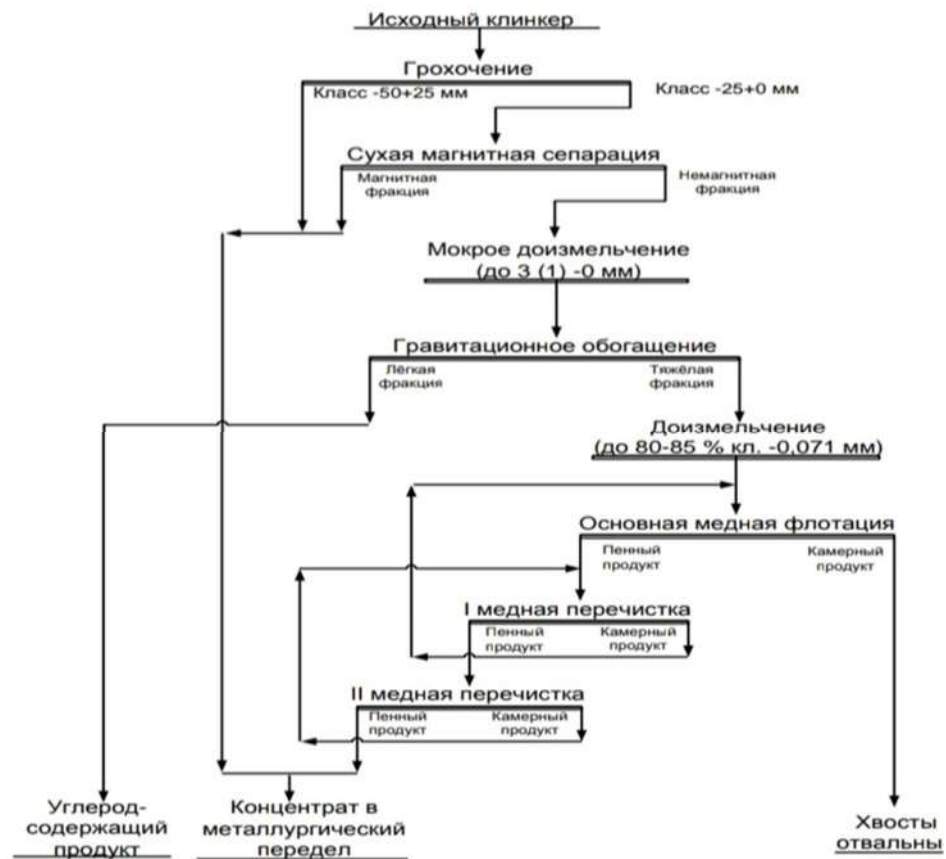 Исходный клинкер
Грохочение
Класс -50+25 мм
Класс -25+0 мм
Сухая магнитная сепарация
Магнитная
фракция
Немагнитная
фракция
Мокрое доизмельчение
(до 3 (1) -0 мм)
Гравитационное обогащение
Лёгкая
фракция
Тяжёлая
фракция
Доизмельчение
(до 80-85 % кл. -0,071 мм)
Основная медная флотация
Пенный
продукт
Камерный
продукт
I медная перечистка
Пенный
продукт
Камерный
продукт
II медная перечистка
Пенный
продукт
Камерный
продукт
Углерод-
содержащий
продукт
Концентрат в
металлургический
передел
Хвосты
отвальны